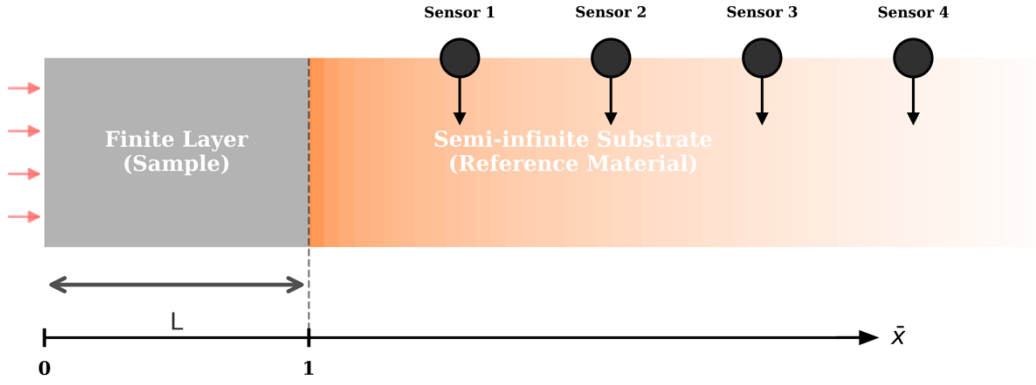 Sensor 1
Sensor 2
Sensor 3
Sensor 4
Finite Layer
(Sample)
Semi-infinite Substrate
(Reference Material)
L
x̄
0
1